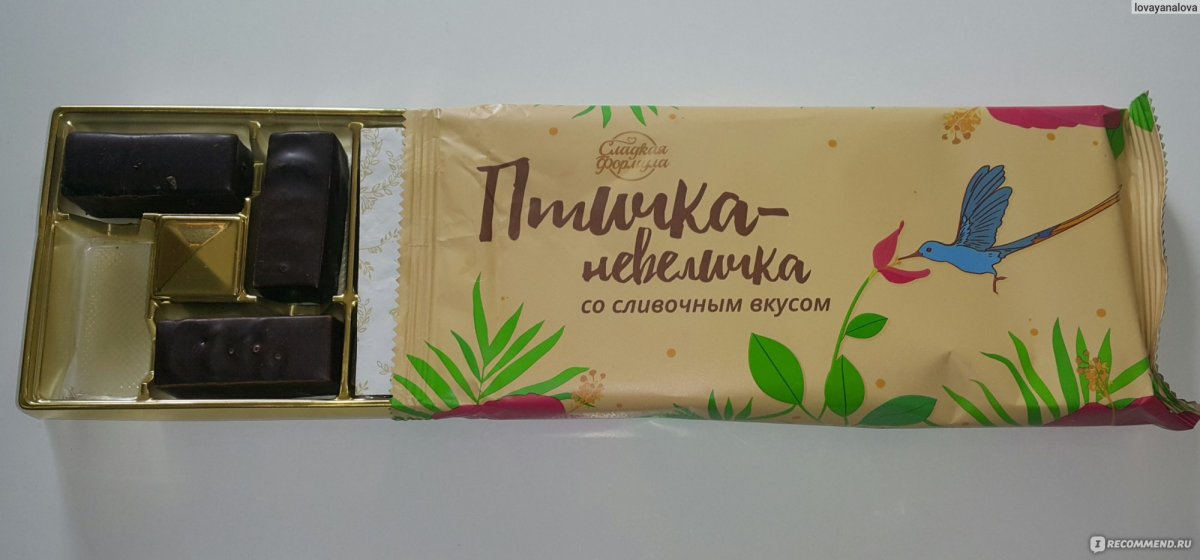 lovayanalova
Сладкая
Формула
Птичка-
невеличка
со сливочным вкусом
I RECOMMEND.RU